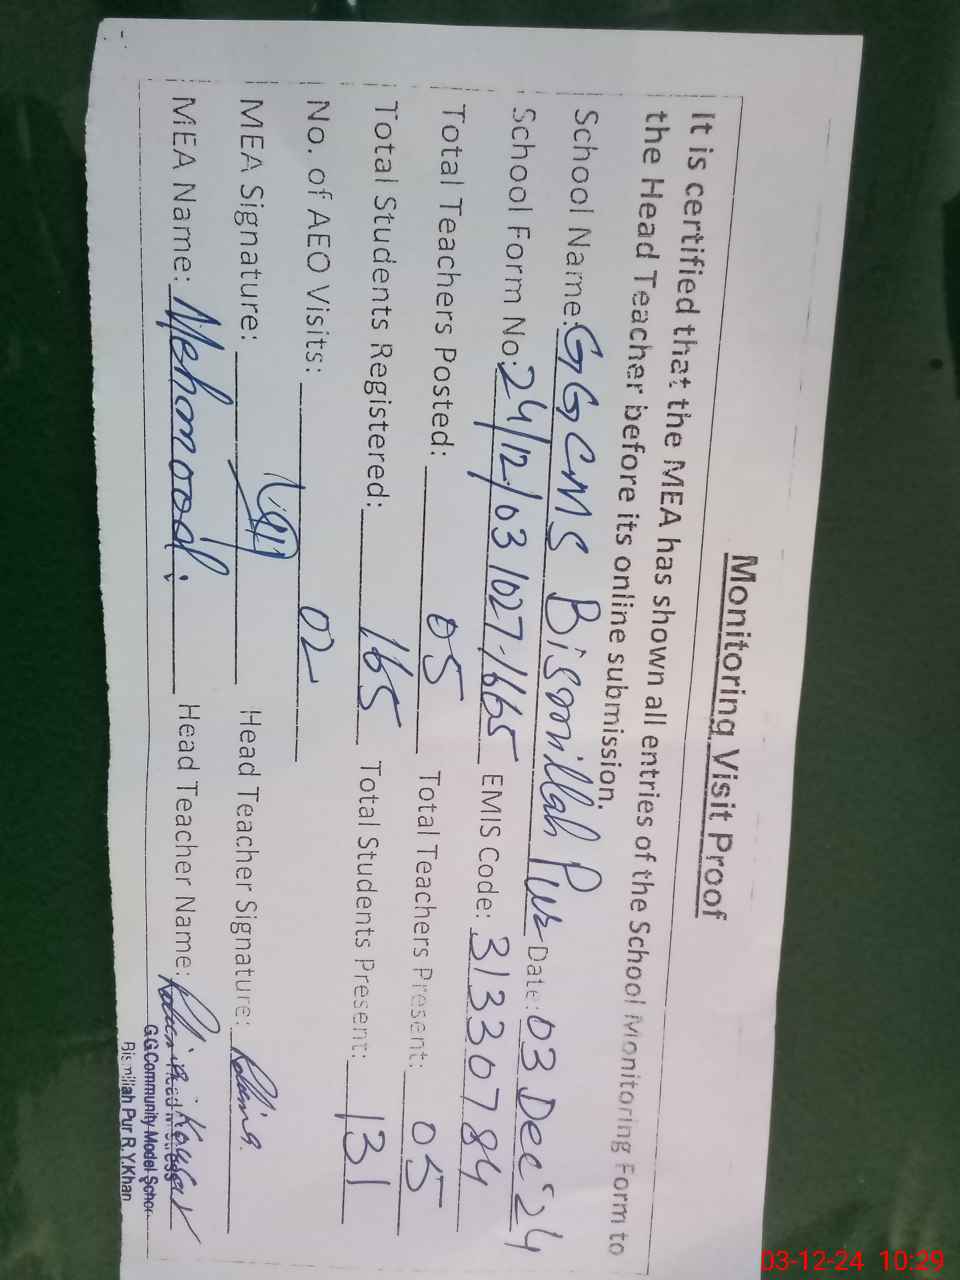 Monitoring Visit Proof
It is certified that the MEA has shown all entries of the School Monitoring Form to
the Head Teacher before its online submission.
School Name: GGCMS Bismillah Pur Date: 03 Dec 24
School Form No: 24/12/03/027-1665 EMIS Code: 31330784
Total Teachers Posted: 05 Total Teachers Present: 05
Total Students Registered: 165 Total Students Present: 131
No. of AEO Visits: 02
MEA Signature: Head Teacher Signature:
MEA Name: Mehmood Head Teacher Name: Kousar
GGCommunity Model School
Bismillah Pur R.Y.Khan
03-12-24 10:29